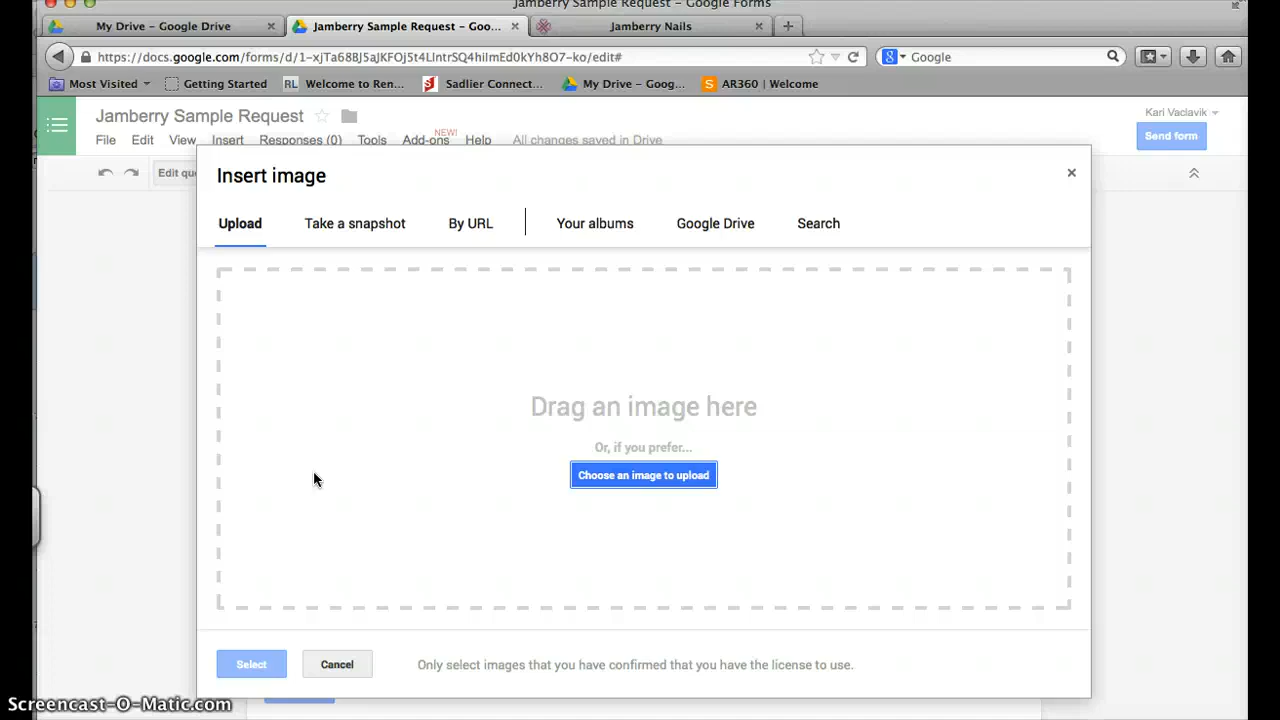 Jamberry Sample Request – Google Forms
My Drive – Google Drive
Jamberry Sample Request – Goo...
Jamberry Nails
https://docs.google.com/forms/d/1-xjTa68BJ5aJKFOj5t4LIntrSQ4hilmEd0kYh8O7-ko/edit#
Google
Most Visited
Getting Started
Welcome to Ren...
Sadlier Connect...
My Drive – Goog...
AR360 | Welcome
Jamberry Sample Request
Kari Vaclavik
File Edit View Insert Responses (0) Tools Add-ons NEW! Help All changes saved in Drive
Send form
Edit qu
Insert image
Upload Take a snapshot By URL Your albums Google Drive Search
Drag an image here
Or, if you prefer...
Choose an image to upload
Select Cancel Only select images that you have confirmed that you have the license to use.
Screencast-O-Matic.com